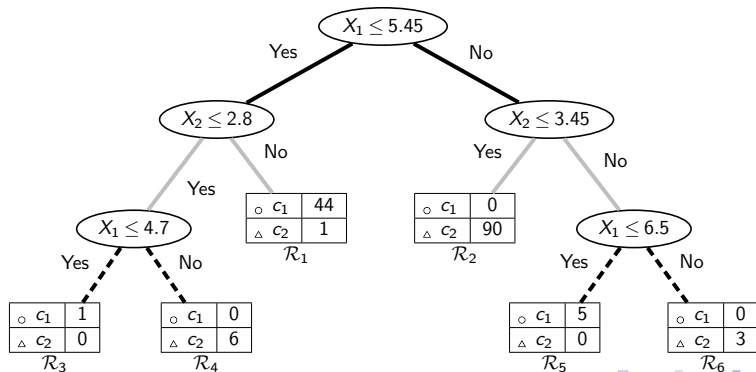 X₁ ≤ 5.45
Yes
No
X₂ ≤ 2.8
X₂ ≤ 3.45
Yes
No
Yes
No
X₁ ≤ 4.7
c₁ 44
c₂ 1
R₁
c₁ 0
c₂ 90
R₂
X₁ ≤ 6.5
Yes
No
Yes
No
c₁ 1
c₂ 0
R₃
c₁ 0
c₂ 6
R₄
c₁ 5
c₂ 0
R₅
c₁ 0
c₂ 3
R₆